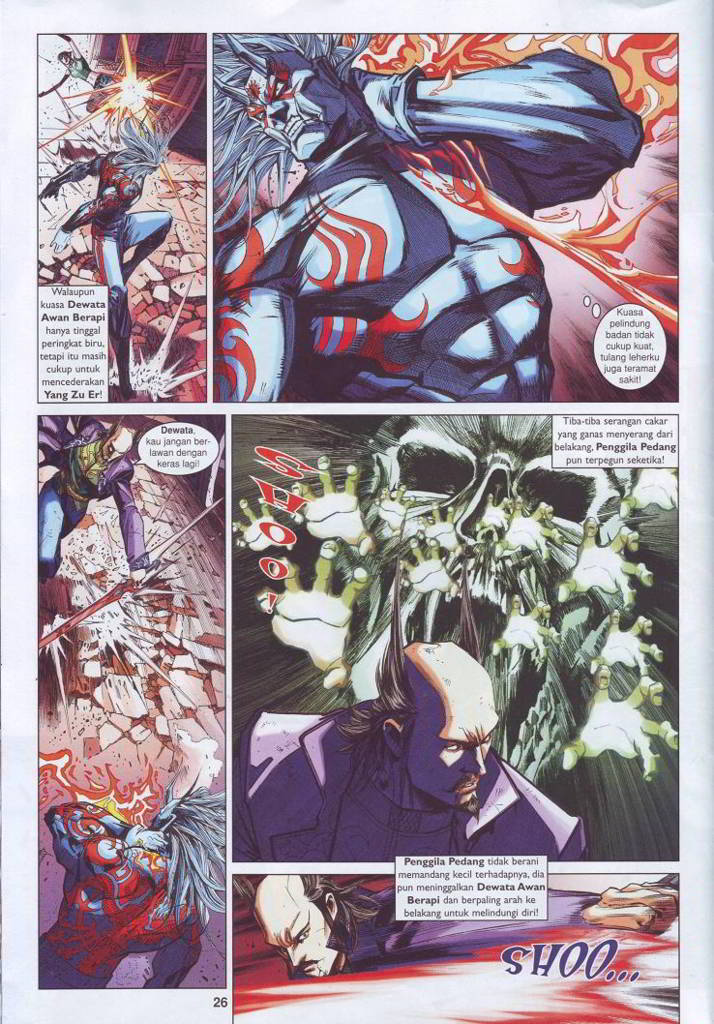 Walaupun
kuasa Dewata
Awan Berapi
hanya tinggal
peringkat biru,
tetapi itu masih
cukup untuk
mencederakan
Yang Zu Er!
Kuasa
pelindung
badan tidak
cukup kuat,
tulang leherku
juga teramat
sakit!
Dewata,
kau jangan ber-
lawan dengan
keras lagi!
Tiba-tiba serangan cakar
yang ganas menyerang dari
belakang, Penggila Pedang
pun terpegun seketika!
SHOO!
Penggila Pedang tidak berani
memandang kecil terhadapnya, dia
pun meninggalkan Dewata Awan
Berapi dan berpaling arah ke
belakang untuk melindungi diri!
SHOO...
26